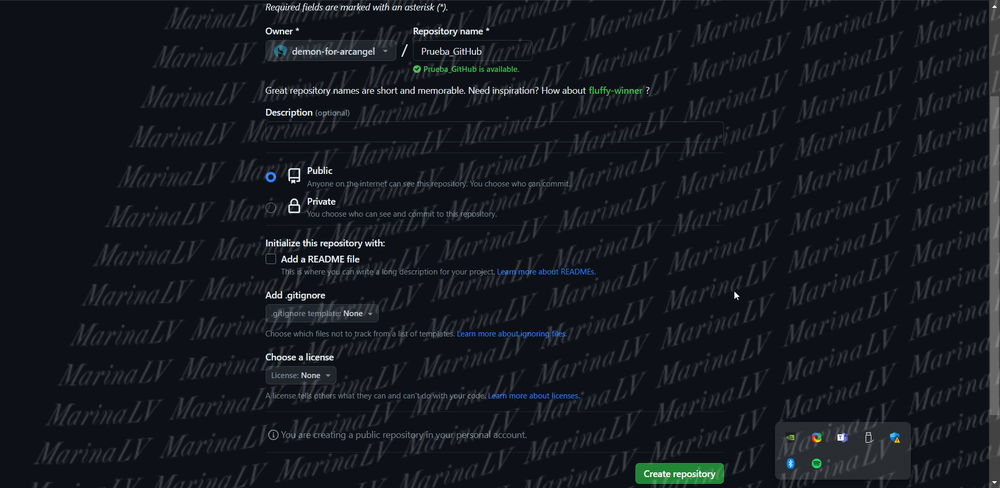 Required fields are marked with an asterisk (*).
Owner * Repository name *
demon-for-arcangel / Prueba_GitHub
Prueba_GitHub is available.
Great repository names are short and memorable. Need inspiration? How about fluffy-winner ?
Description (optional)
Public
Anyone on the internet can see this repository. You choose who can commit.
Private
You choose who can see and commit to this repository.
Initialize this repository with:
Add a README file
This is where you can write a long description for your project. Learn more about READMEs.
Add .gitignore
.gitignore template: None
Choose which files not to track from a list of templates. Learn more about ignoring files.
Choose a license
License: None
A license tells others what they can and can't do with your code. Learn more about licenses.
You are creating a public repository in your personal account.
Create repository
MarinaLV